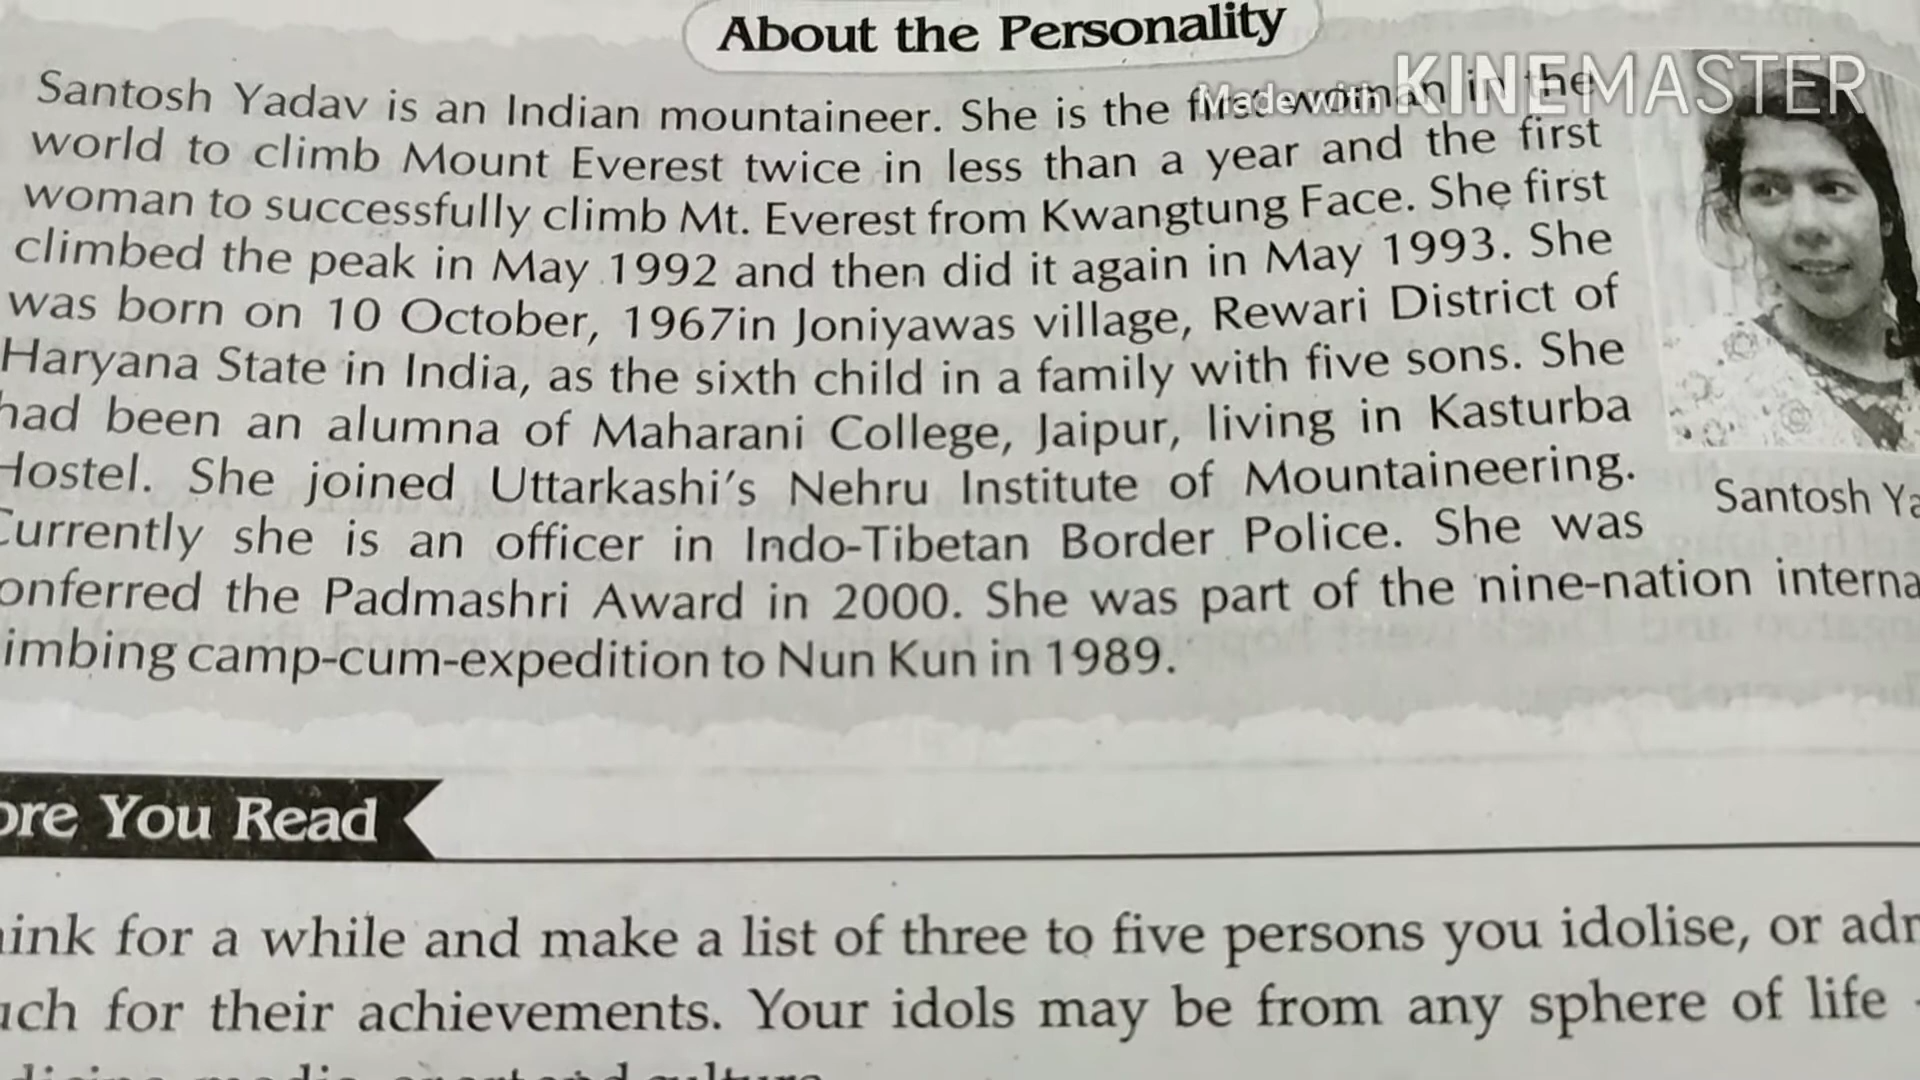 About the Personality
Made with KINEMASTER
Santosh Yadav is an Indian mountaineer. She is the first woman in the
world to climb Mount Everest twice in less than a year and the first
woman to successfully climb Mt. Everest from Kwangtung Face. She first
climbed the peak in May 1992 and then did it again in May 1993. She
was born on 10 October, 1967in Joniyawas village, Rewari District of
Haryana State in India, as the sixth child in a family with five sons. She
had been an alumna of Maharani College, Jaipur, living in Kasturba
Hostel. She joined Uttarkashi's Nehru Institute of Mountaineering.
Santosh Ya
Currently she is an officer in Indo-Tibetan Border Police. She was
onferred the Padmashri Award in 2000. She was part of the nine-nation interna
imbing camp-cum-expedition to Nun Kun in 1989.
ore You Read
ink for a while and make a list of three to five persons you idolise, or adm
uch for their achievements. Your idols may be from any sphere of life